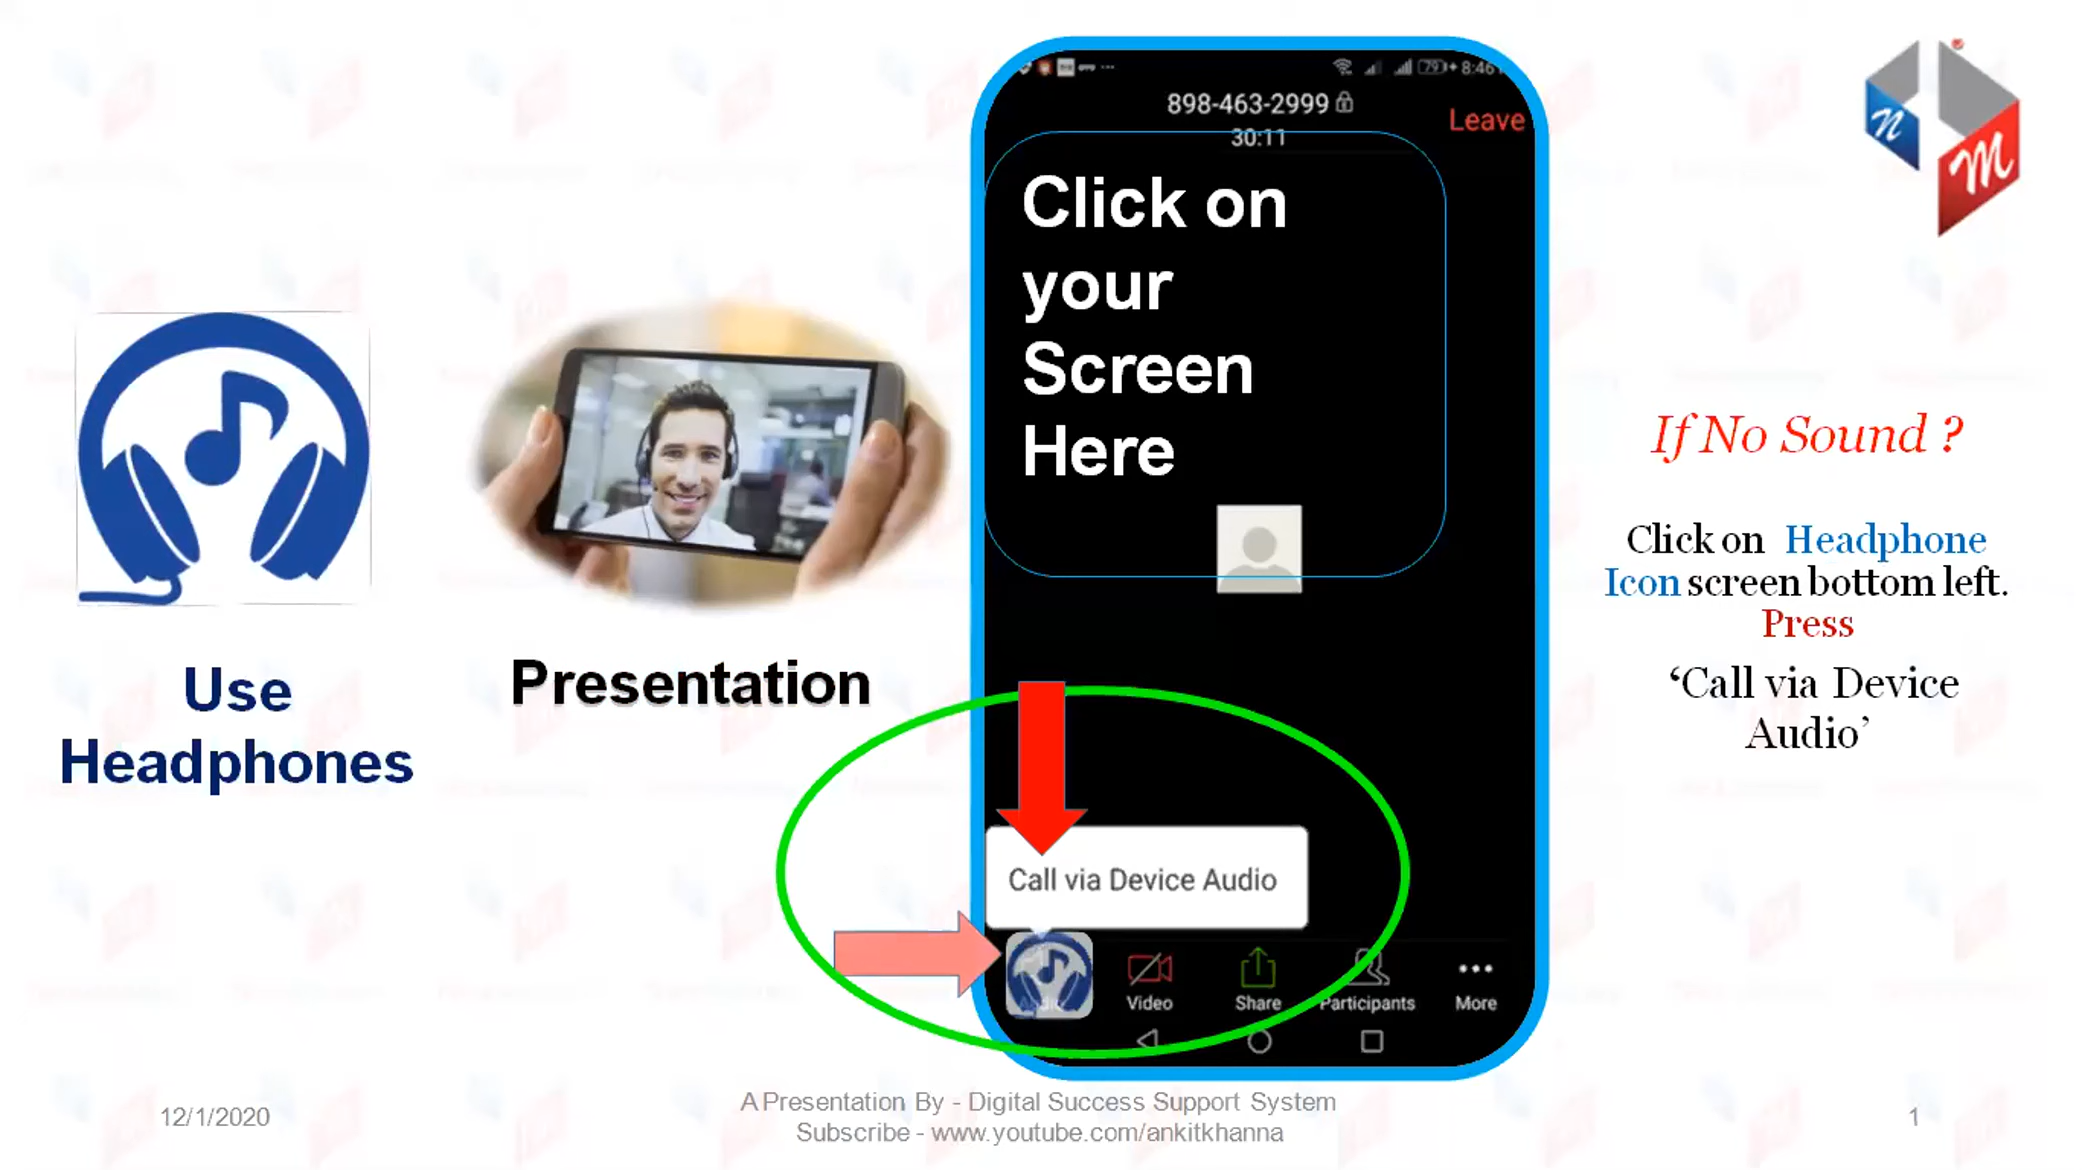 n
M
8:46
898-463-2999
Leave
30:11
Click on
your
Screen
Here
If No Sound ?
Click on Headphone
Icon screen bottom left.
Press
‘Call via Device
Audio’
Use
Headphones
Presentation
Call via Device Audio
Video
Share
Participants
More
12/1/2020
A Presentation By - Digital Success Support System
Subscribe - www.youtube.com/ankitkhanna
1